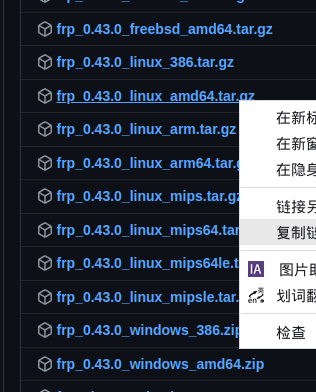 frp_0.43.0_freebsd_amd64.tar.gz
frp_0.43.0_linux_386.tar.gz
frp_0.43.0_linux_amd64.tar.gz
frp_0.43.0_linux_arm.tar.gz
frp_0.43.0_linux_arm64.tar.g
frp_0.43.0_linux_mips.tar.gz
frp_0.43.0_linux_mips64.tar
frp_0.43.0_linux_mips64le.t
frp_0.43.0_linux_mipsle.tar.
frp_0.43.0_windows_386.zip
frp_0.43.0_windows_amd64.zip
在新标
在新窗
在隐身
链接另
复制链
IA 图片助
划词翻
检查